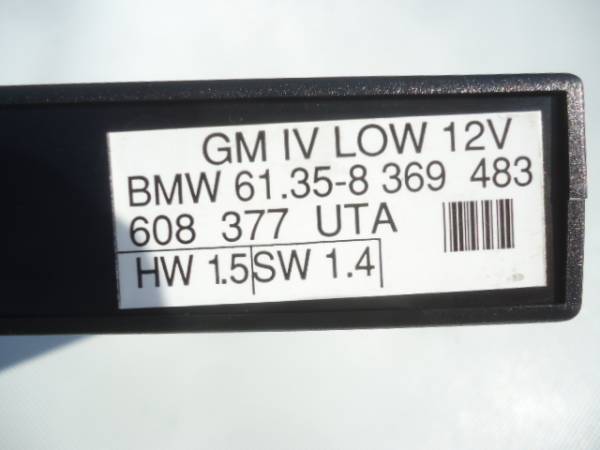 GM IV LOW 12V
BMW 61.35-8 369 483
608 377 UTA
HW 1.5 SW 1.4